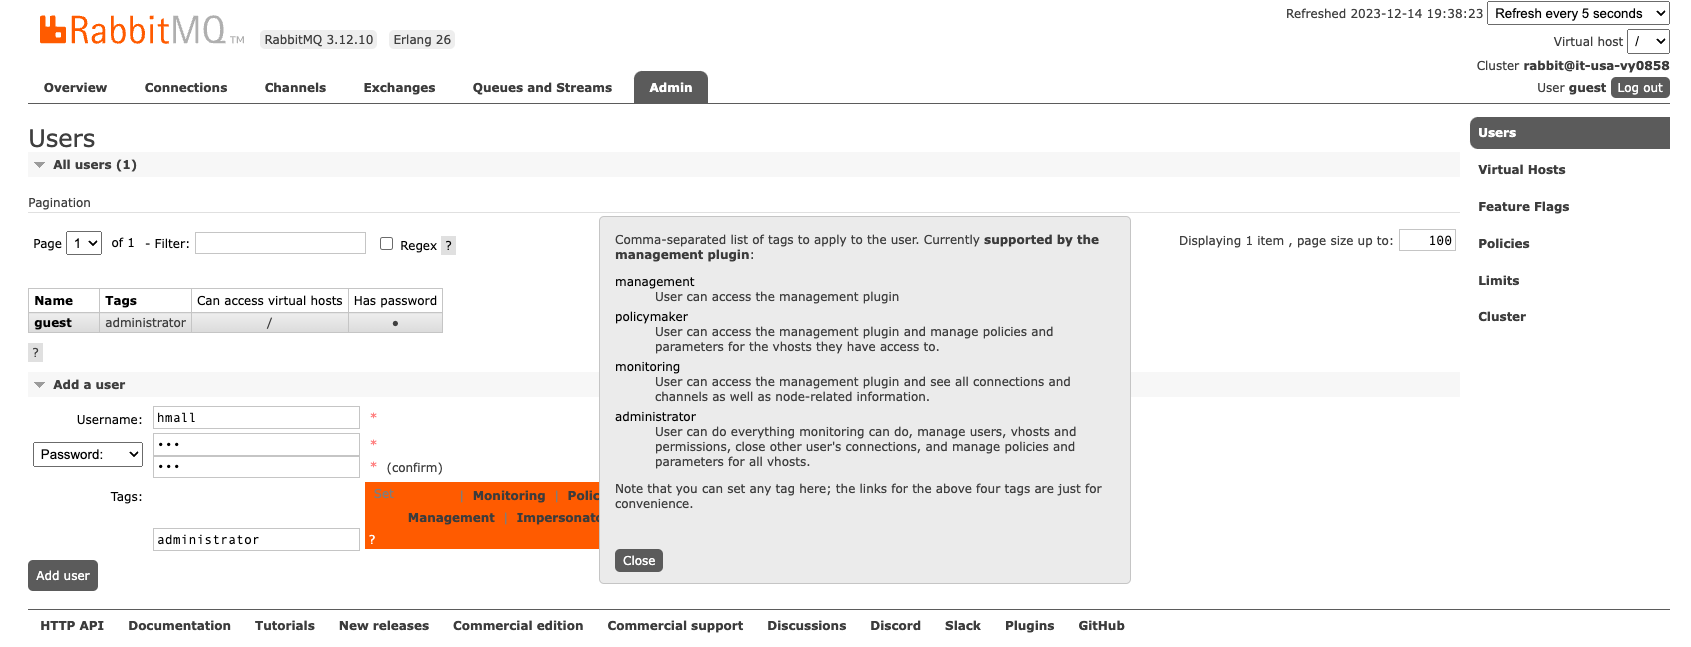 RabbitMQ TM RabbitMQ 3.12.10 Erlang 26
Refreshed 2023-12-14 19:38:23 Refresh every 5 seconds
Virtual host /
Cluster rabbit@it-usa-vy0858
User guest Log out
Overview Connections Channels Exchanges Queues and Streams Admin
Users
All users (1)
Pagination
Page 1 of 1 - Filter: Regex ?
Displaying 1 item , page size up to: 100
Name Tags Can access virtual hosts Has password
guest administrator / ●
?
Add a user
Username: hmall *
Password: ••• *
••• * (confirm)
Tags:
Monitoring | Polic
Management | Impersonato
administrator ?
Add user
Comma-separated list of tags to apply to the user. Currently supported by the
management plugin:
management
User can access the management plugin
policymaker
User can access the management plugin and manage policies and
parameters for the vhosts they have access to.
monitoring
User can access the management plugin and see all connections and
channels as well as node-related information.
administrator
User can do everything monitoring can do, manage users, vhosts and
permissions, close other user's connections, and manage policies and
parameters for all vhosts.
Note that you can set any tag here; the links for the above four tags are just for
convenience.
Close
Users
Virtual Hosts
Feature Flags
Policies
Limits
Cluster
HTTP API Documentation Tutorials New releases Commercial edition Commercial support Discussions Discord Slack Plugins GitHub